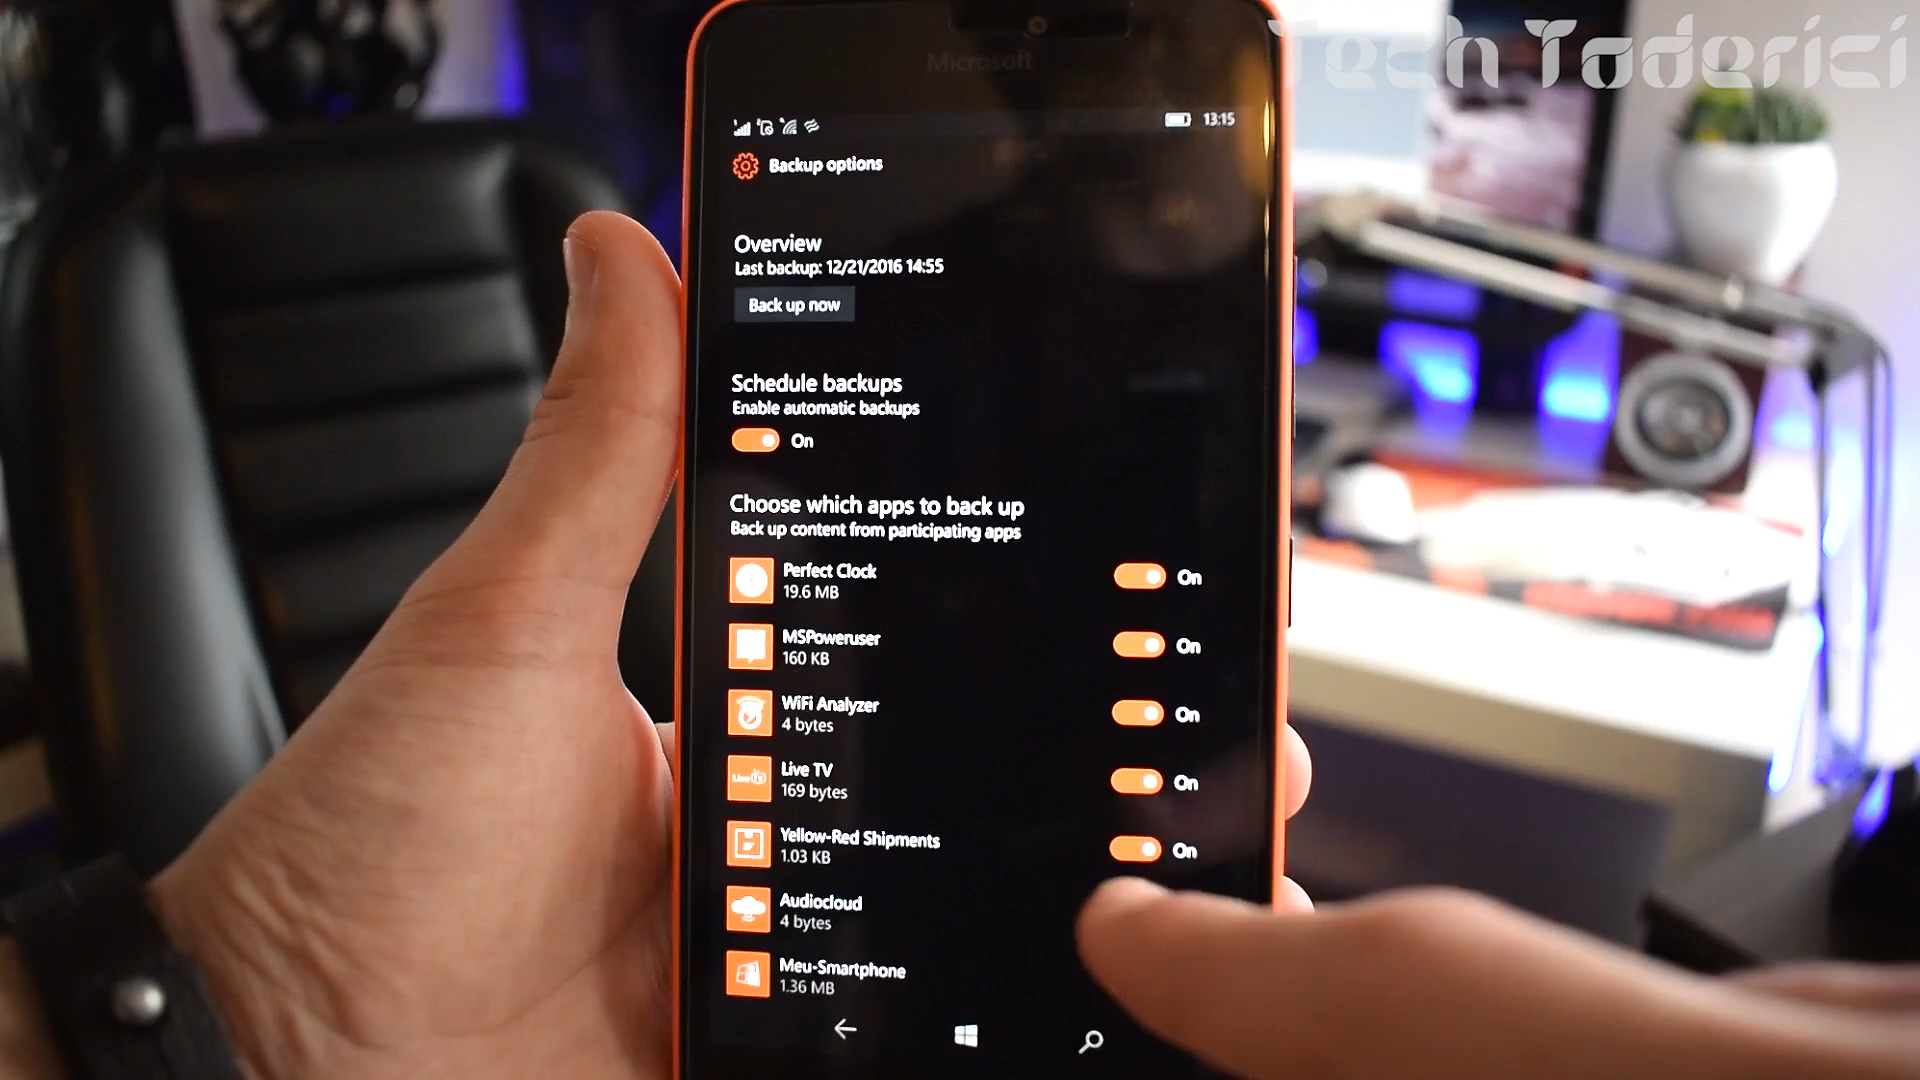 Tech Taderici
Microsoft
13:15
Backup options
Overview
Last backup: 12/21/2016 14:55
Back up now
Schedule backups
Enable automatic backups
On
Choose which apps to back up
Back up content from participating apps
Perfect Clock
19.6 MB
On
MSPoweruser
160 KB
On
WiFi Analyzer
4 bytes
On
Live TV
169 bytes
On
Yellow-Red Shipments
1.03 KB
On
Audiocloud
4 bytes
Meu-Smartphone
1.36 MB